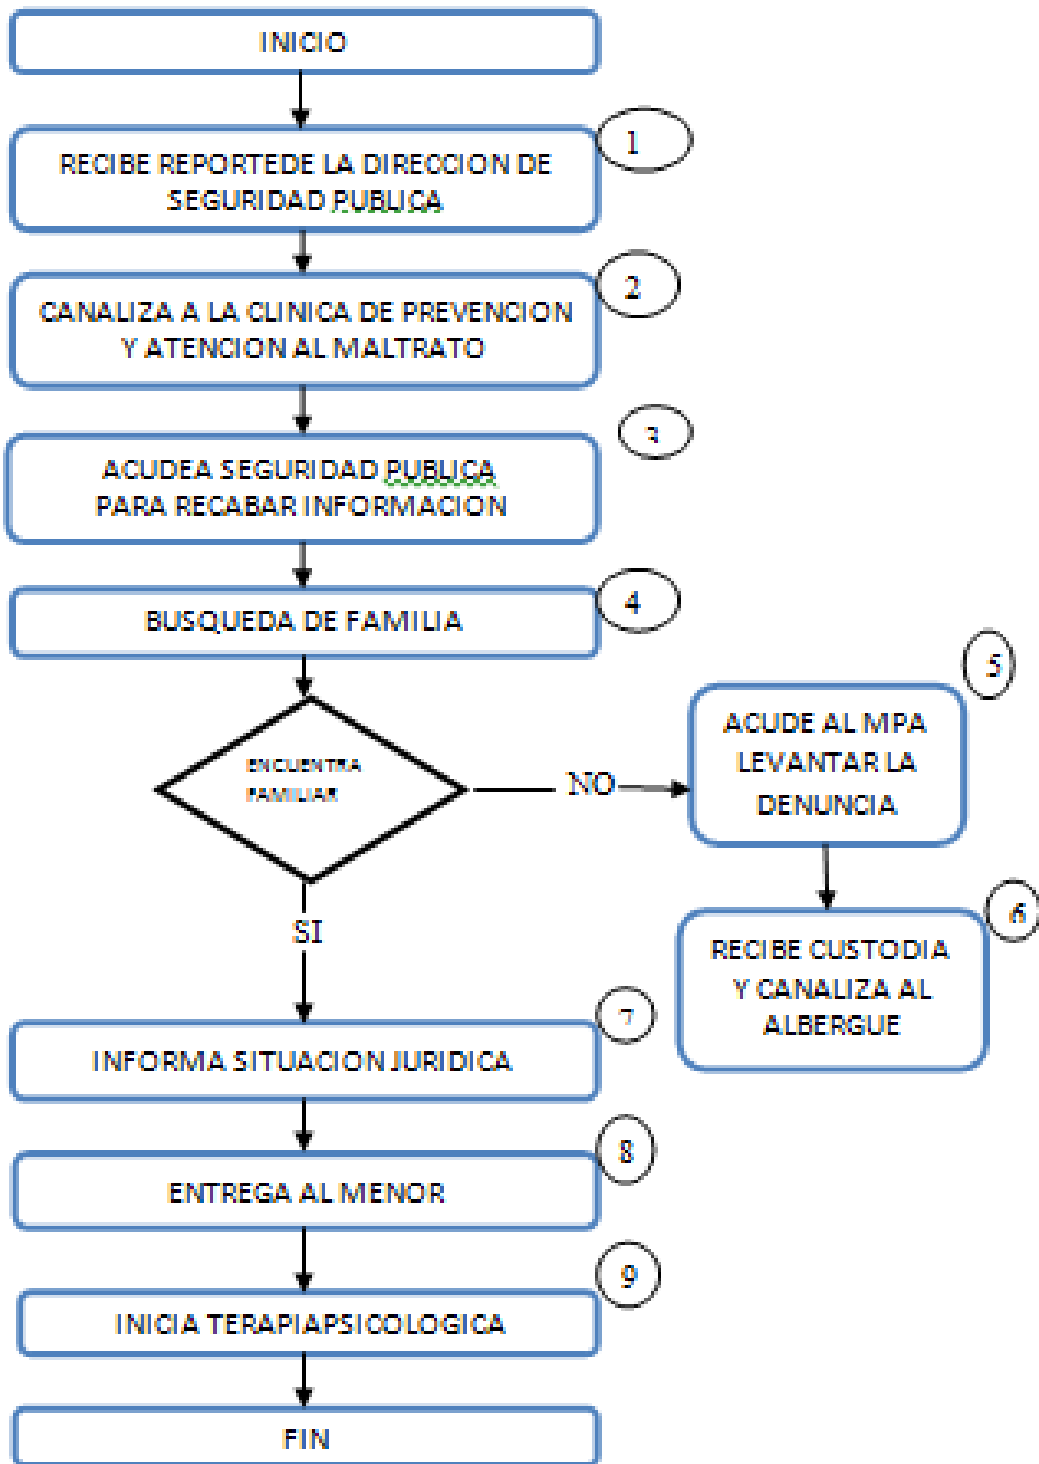 INICIO
1
RECIBE REPORTEDE LA DIRECCION DE
SEGURIDAD PUBLICA
2
CANALIZA A LA CLINICA DE PREVENCION
Y ATENCION AL MALTRATO
3
ACUDEA SEGURIDAD PUBLICA
PARA RECABAR INFORMACION
4
BUSQUEDA DE FAMILIA
ENCUENTRA
FAMILIAR
NO
5
ACUDE AL MPA
LEVANTAR LA
DENUNCIA
6
RECIBE CUSTODIA
Y CANALIZA AL
ALBERGUE
SI
7
INFORMA SITUACION JURIDICA
8
ENTREGA AL MENOR
9
INICIA TERAPIAPSICOLOGICA
FIN